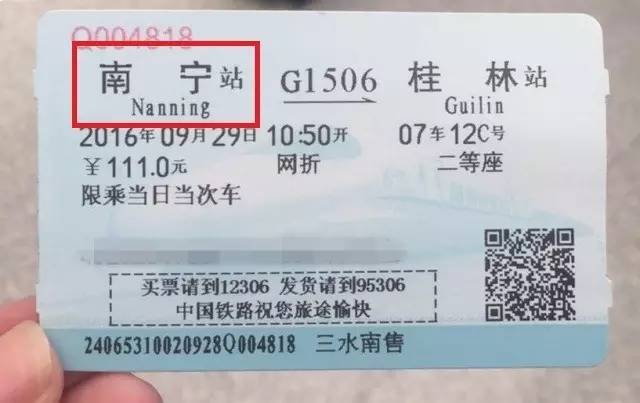 Q004818
南 宁站 G1506 桂 林站
Nanning Guilin
2016年09月29日 10:50开 07车12C号
¥111.0元 网折 二等座
限乘当日当次车
买票请到12306 发货请到95306
中国铁路祝您旅途愉快
24065310020928Q004818 三水南售